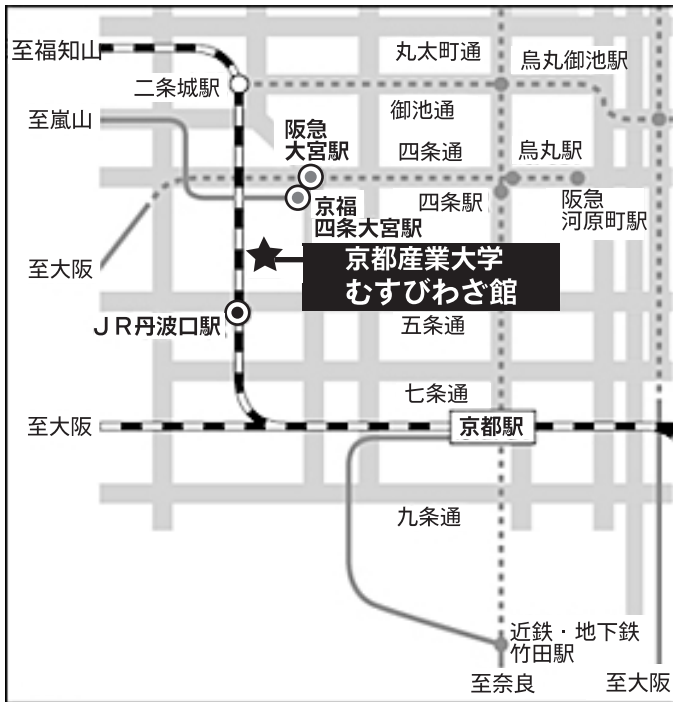 丸太町通
至福知山
烏丸御池駅
二条城駅
御池通
至嵐山
阪急
大宮駅
四条通
烏丸駅
四条駅
阪急
河原町駅
京福
四条大宮駅
京都産業大学
むすびわざ館
至大阪
JR丹波口駅
五条通
七条通
至大阪
京都駅
九条通
近鉄・地下鉄
竹田駅
至奈良
至大阪